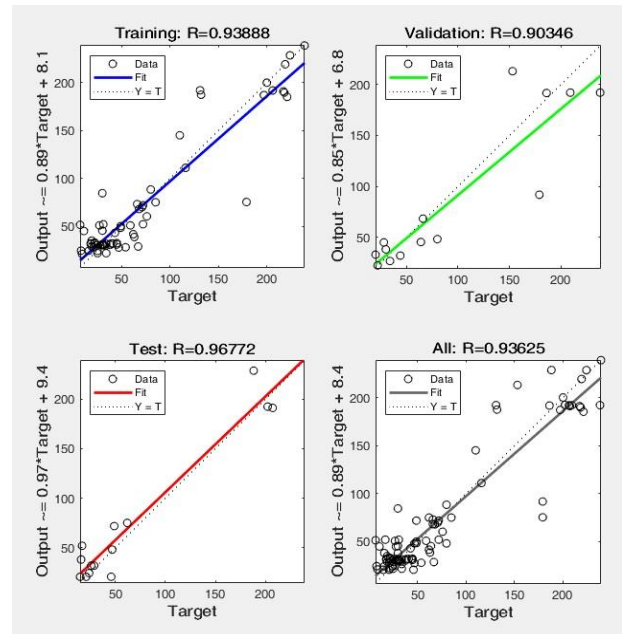 Training: R=0.93888
Output ~= 0.89*Target + 8.1
200
150
100
50
Data
Fit
Y = T
50 100 150 200
Target
Validation: R=0.90346
Output ~= 0.85*Target + 6.8
200
150
100
50
Data
Fit
Y = T
50 100 150 200
Target
Test: R=0.96772
Output ~= 0.97*Target + 9.4
200
150
100
50
Data
Fit
Y = T
50 100 150 200
Target
All: R=0.93625
Output ~= 0.89*Target + 8.4
200
150
100
50
Data
Fit
Y = T
50 100 150 200
Target